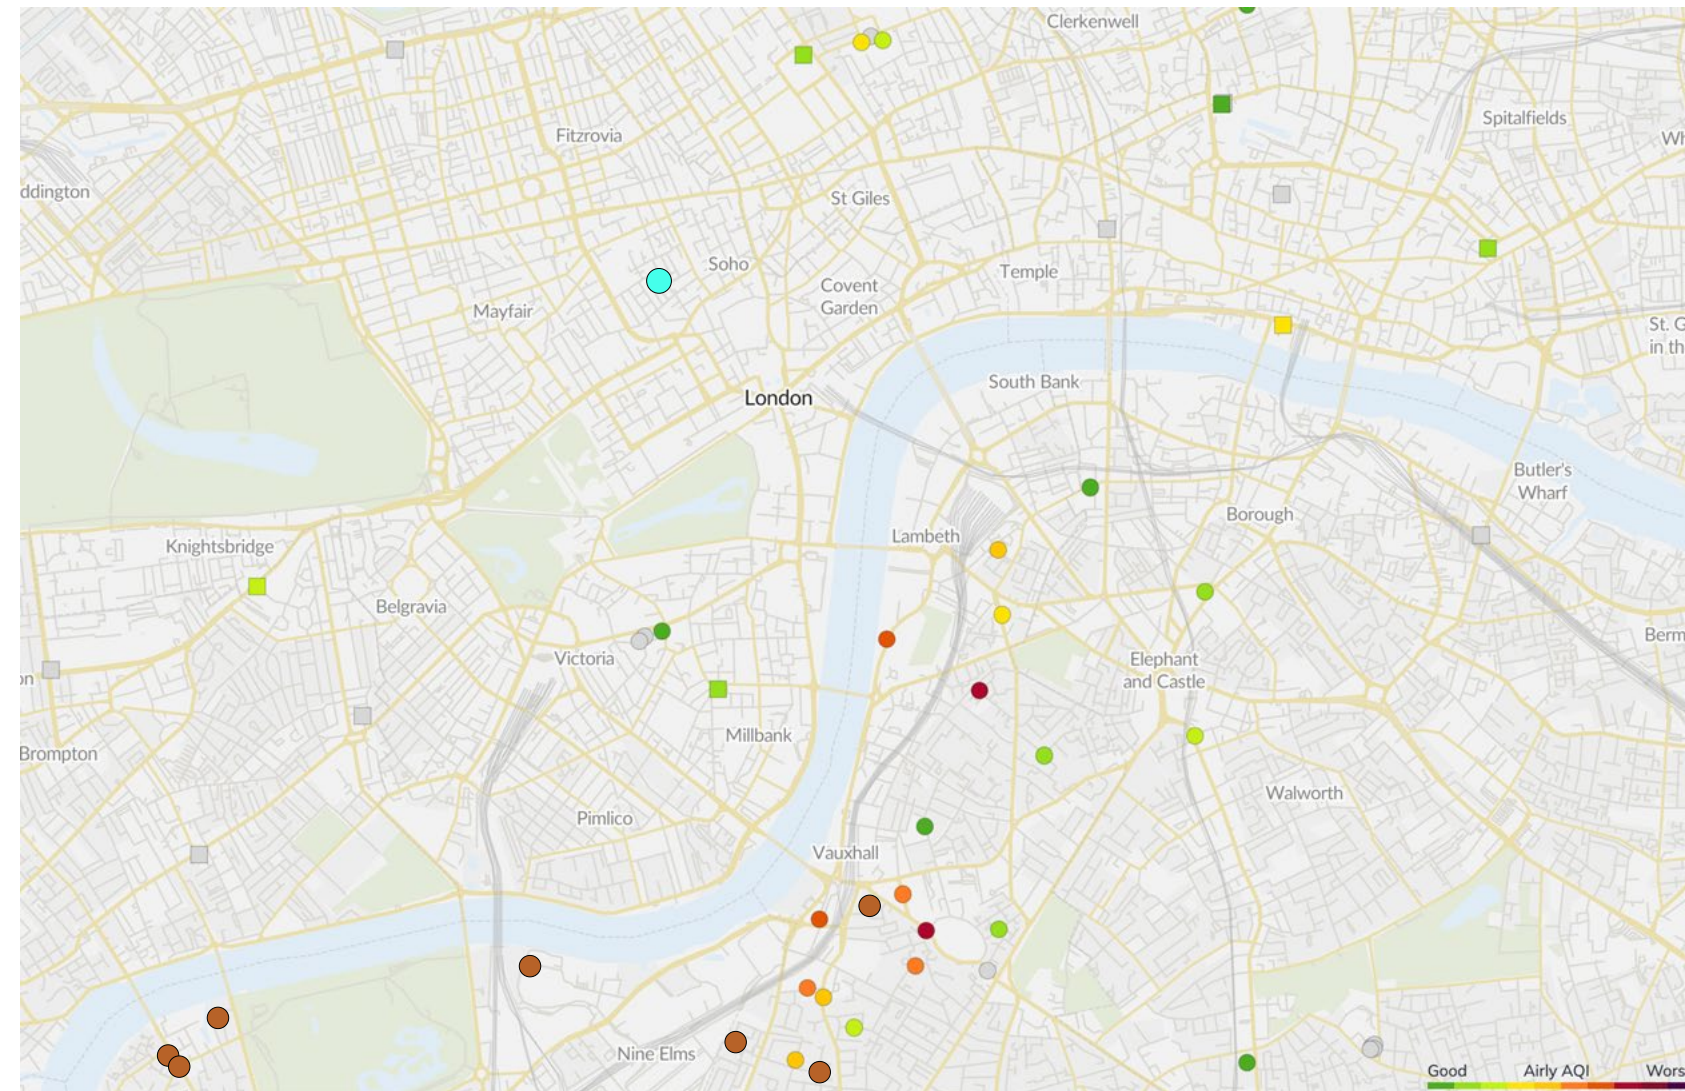 Clerkenwell
Spitalfields
Fitzrovia
Wh
ddington
St Giles
Soho
Temple
Covent
Garden
Mayfair
St. G
in th
South Bank
London
Butler's
Wharf
Borough
Lambeth
Knightsbridge
Belgravia
Berm
Victoria
Elephant
and Castle
on
Millbank
Brompton
Walworth
Pimlico
Vauxhall
Nine Elms
Good Airly AQI Wors